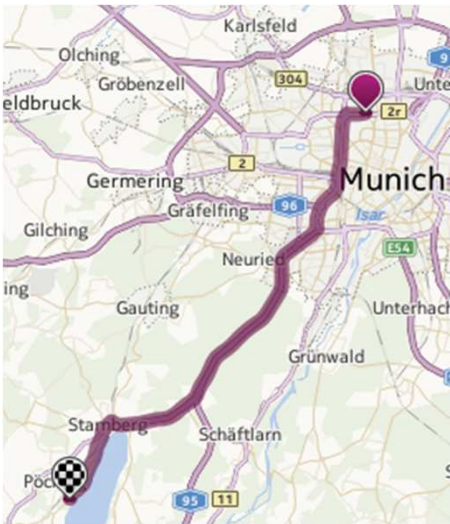 Karlsfeld
Olching
9
304
Gröbenzell
Unte
eldbruck
2r
2
Munich
Germering
96
Gräfelfing
Isar
Gilching
E54
Neuried
ing
Gauting
Unterhach
Grünwald
Starnberg
Schäftlarn
Pöc
95
11